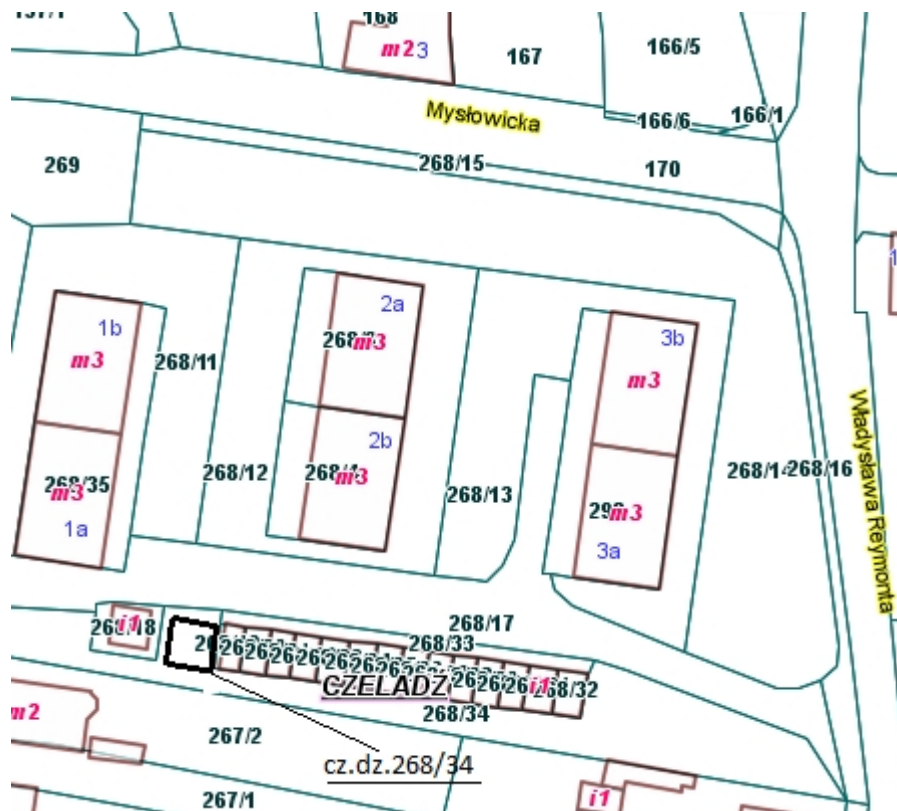 168
m2 3
167
166/5
Mysłowicka
166/6
166/1
269
268/15
170
2a
1b
3b
m3
268/11
m3
m3
2b
268/12
m3
268/13
268/14
268/16
Władysława Reymonta
268/35
m3
1a
m3
3a
268/17
i1
268/33
i1
268/32
CZELADŹ
m2
268/34
267/2
cz.dz.268/34
267/1
i1